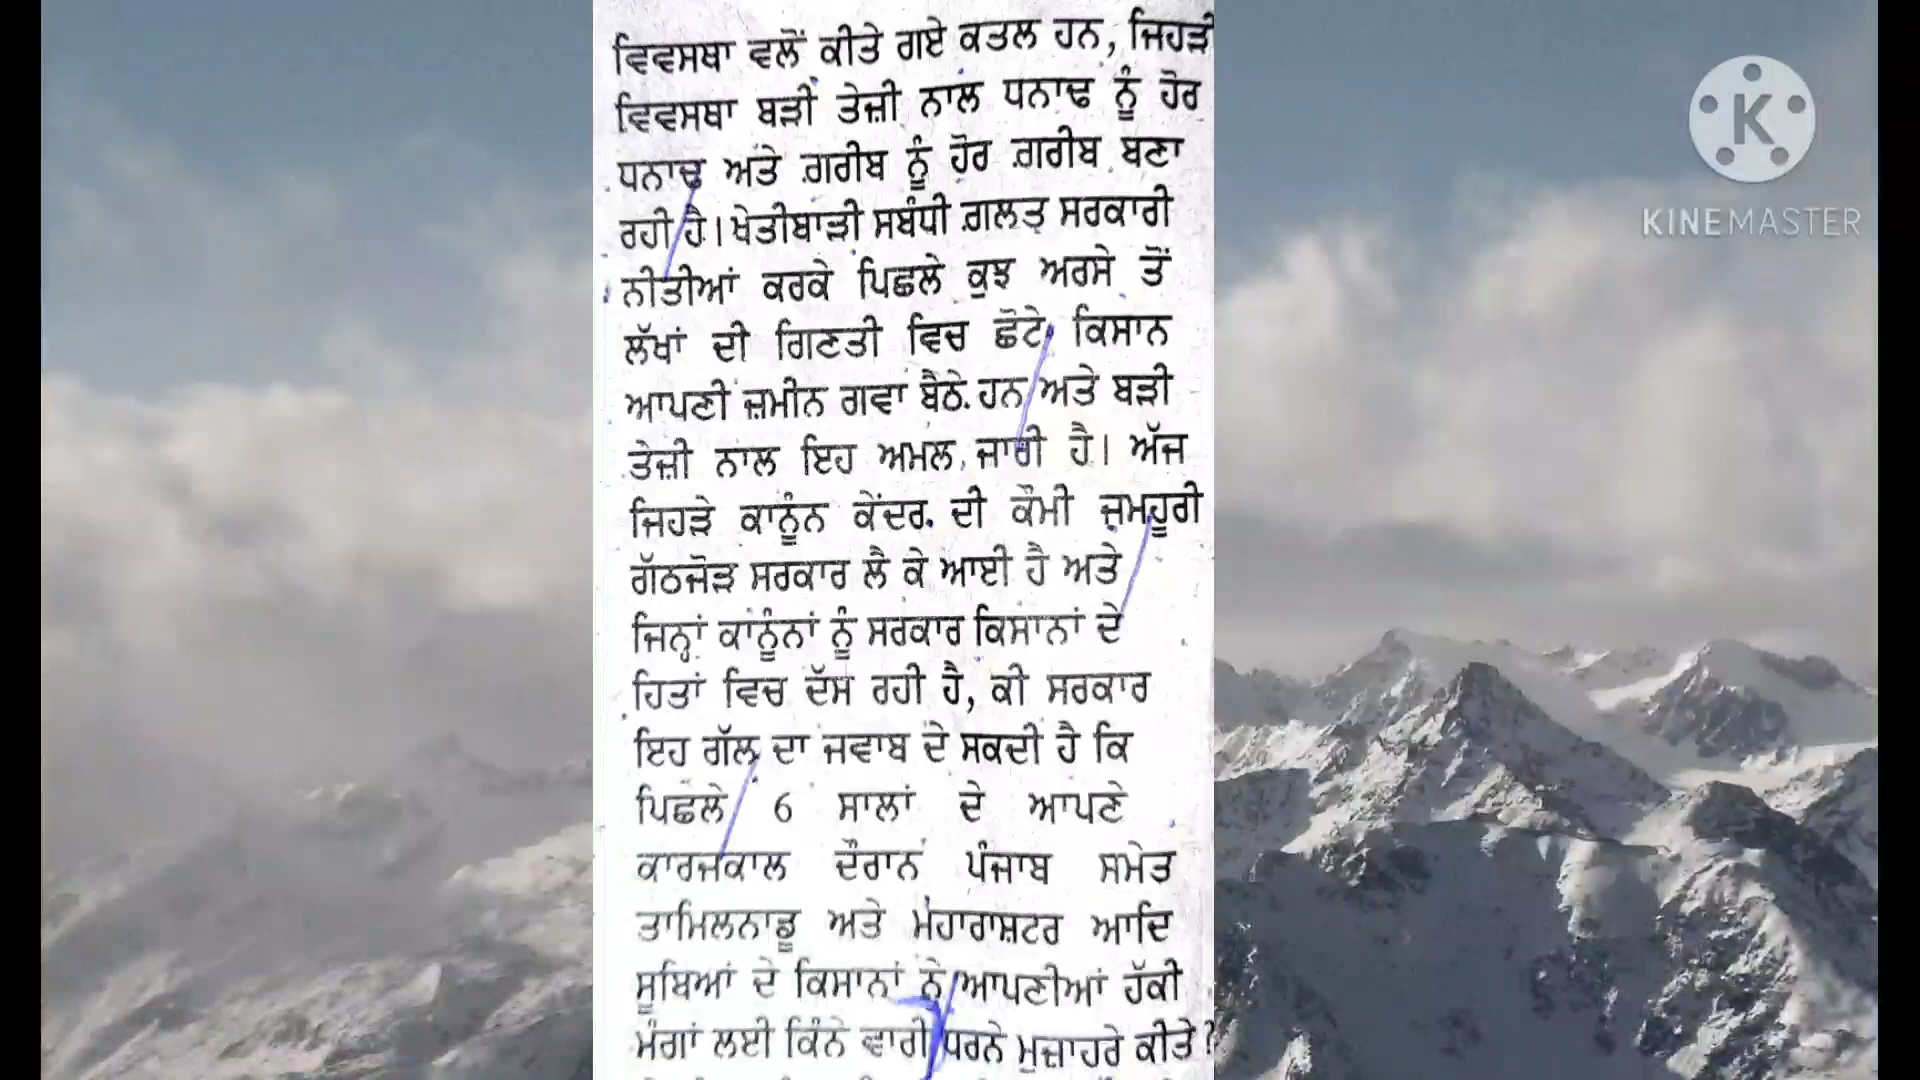 ਵਿਵਸਥਾ ਵਲੋਂ ਕੀਤੇ ਗਏ ਕਤਲ ਹਨ, ਜਿਹੜੀ
ਵਿਵਸਥਾ ਬੜੀ ਤੇਜ਼ੀ ਨਾਲ ਧਨਾਢ ਨੂੰ ਹੋਰ
ਧਨਾਢ ਅਤੇ ਗ਼ਰੀਬ ਨੂੰ ਹੋਰ ਗ਼ਰੀਬ ਬਣਾ
ਰਹੀ ਹੈ। ਖੇਤੀਬਾੜੀ ਸਬੰਧੀ ਗ਼ਲਤ ਸਰਕਾਰੀ
ਨੀਤੀਆਂ ਕਰਕੇ ਪਿਛਲੇ ਕੁਝ ਅਰਸੇ ਤੋਂ
ਲੱਖਾਂ ਦੀ ਗਿਣਤੀ ਵਿਚ ਛੋਟੇ ਕਿਸਾਨ
ਆਪਣੀ ਜ਼ਮੀਨ ਗਵਾ ਬੈਠੇ ਹਨ ਅਤੇ ਬੜੀ
ਤੇਜ਼ੀ ਨਾਲ ਇਹ ਅਮਲ ਜਾਰੀ ਹੈ। ਅੱਜ
ਜਿਹੜੇ ਕਾਨੂੰਨ ਕੇਂਦਰ ਦੀ ਕੌਮੀ ਜ਼ਮਹੂਰੀ
ਗੱਠਜੋੜ ਸਰਕਾਰ ਲੈ ਕੇ ਆਈ ਹੈ ਅਤੇ
ਜਿਨ੍ਹਾਂ ਕਾਨੂੰਨਾਂ ਨੂੰ ਸਰਕਾਰ ਕਿਸਾਨਾਂ ਦੇ
ਹਿਤਾਂ ਵਿਚ ਦੱਸ ਰਹੀ ਹੈ, ਕੀ ਸਰਕਾਰ
ਇਹ ਗੱਲ ਦਾ ਜਵਾਬ ਦੇ ਸਕਦੀ ਹੈ ਕਿ
ਪਿਛਲੇ 6 ਸਾਲਾਂ ਦੇ ਆਪਣੇ
ਕਾਰਜਕਾਲ ਦੌਰਾਨ ਪੰਜਾਬ ਸਮੇਤ
ਤਾਮਿਲਨਾਡੂ ਅਤੇ ਮਹਾਰਾਸ਼ਟਰ ਆਦਿ
ਸੂਬਿਆਂ ਦੇ ਕਿਸਾਨਾਂ ਨੇ ਆਪਣੀਆਂ ਹੱਕੀ
ਮੰਗਾਂ ਲਈ ਕਿੰਨੇ ਵਾਰੀ ਧਰਨੇ ਮੁਜ਼ਾਹਰੇ ਕੀਤੇ ?
K
KINEMASTER